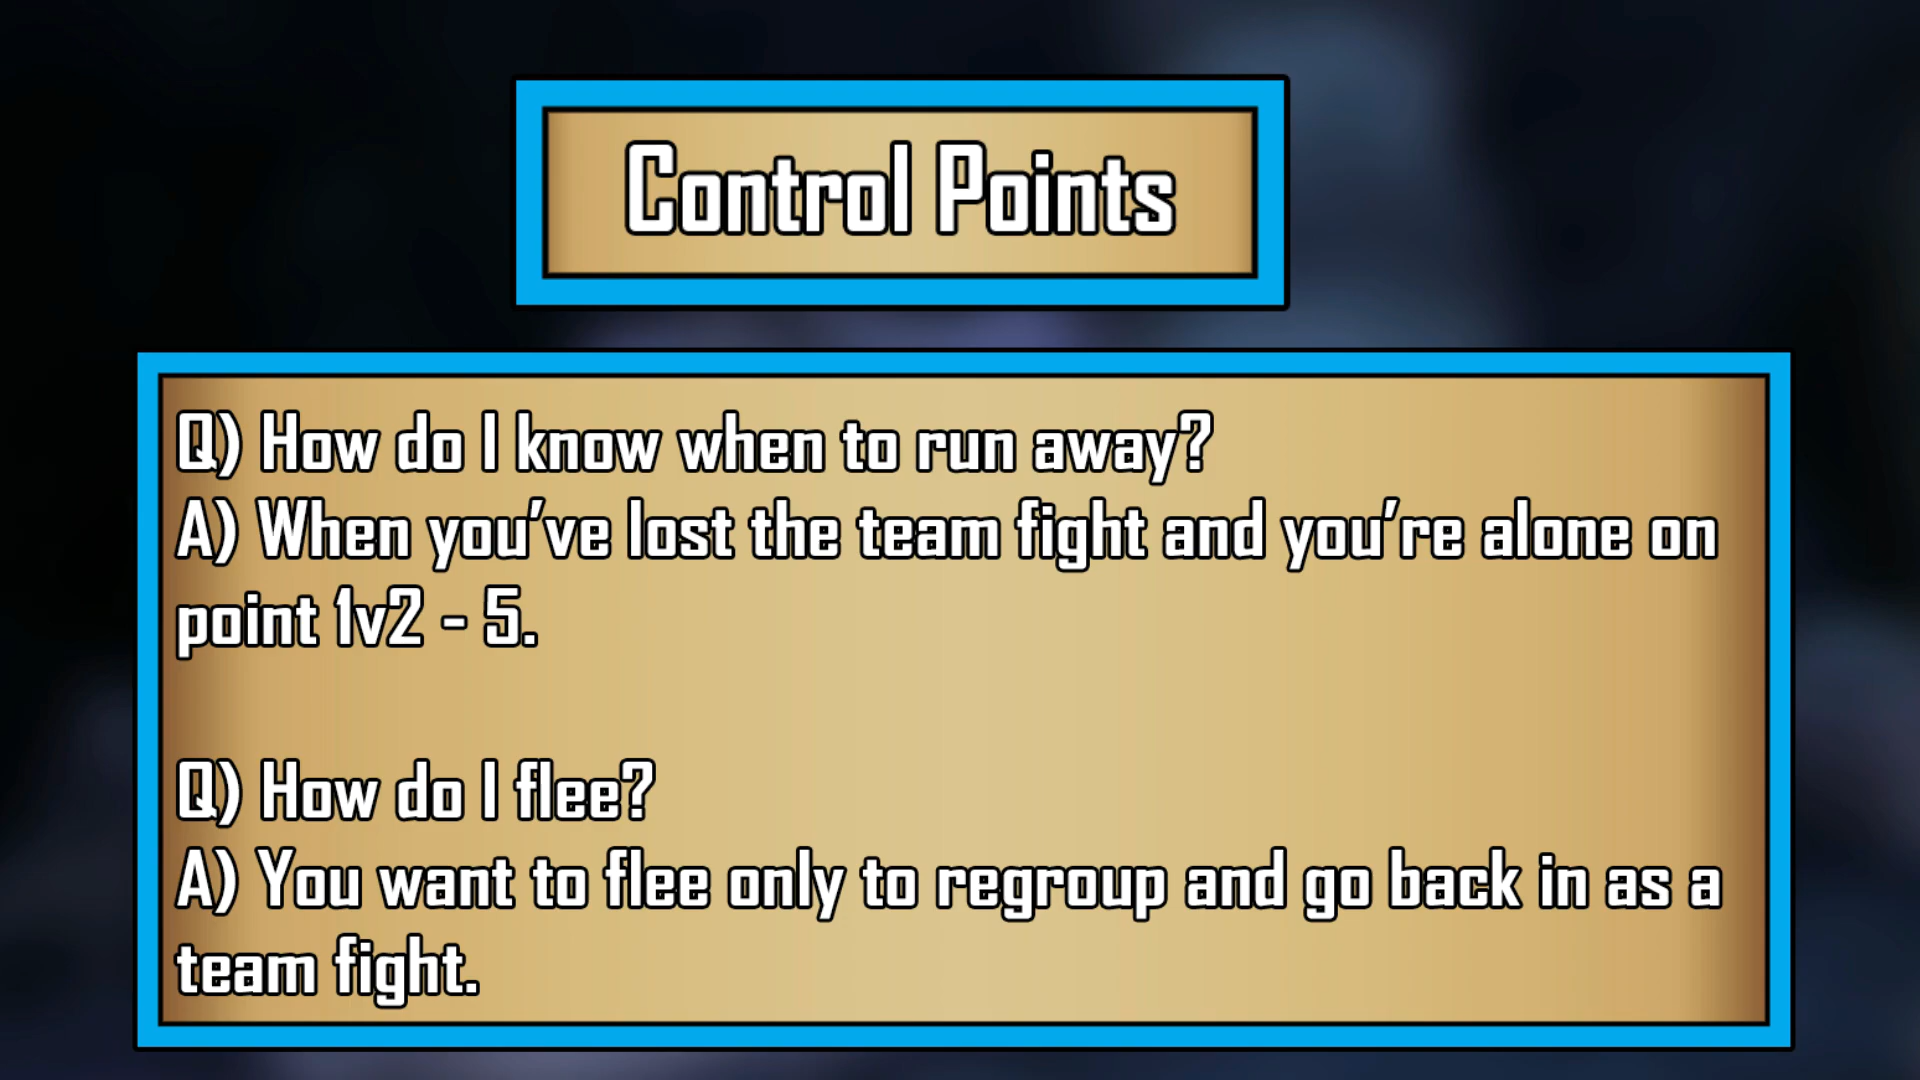 Control Points
Q) How do I know when to run away?
A) When you've lost the team fight and you're alone on
point 1v2 - 5.
Q) How do I flee?
A) You want to flee only to regroup and go back in as a
team fight.